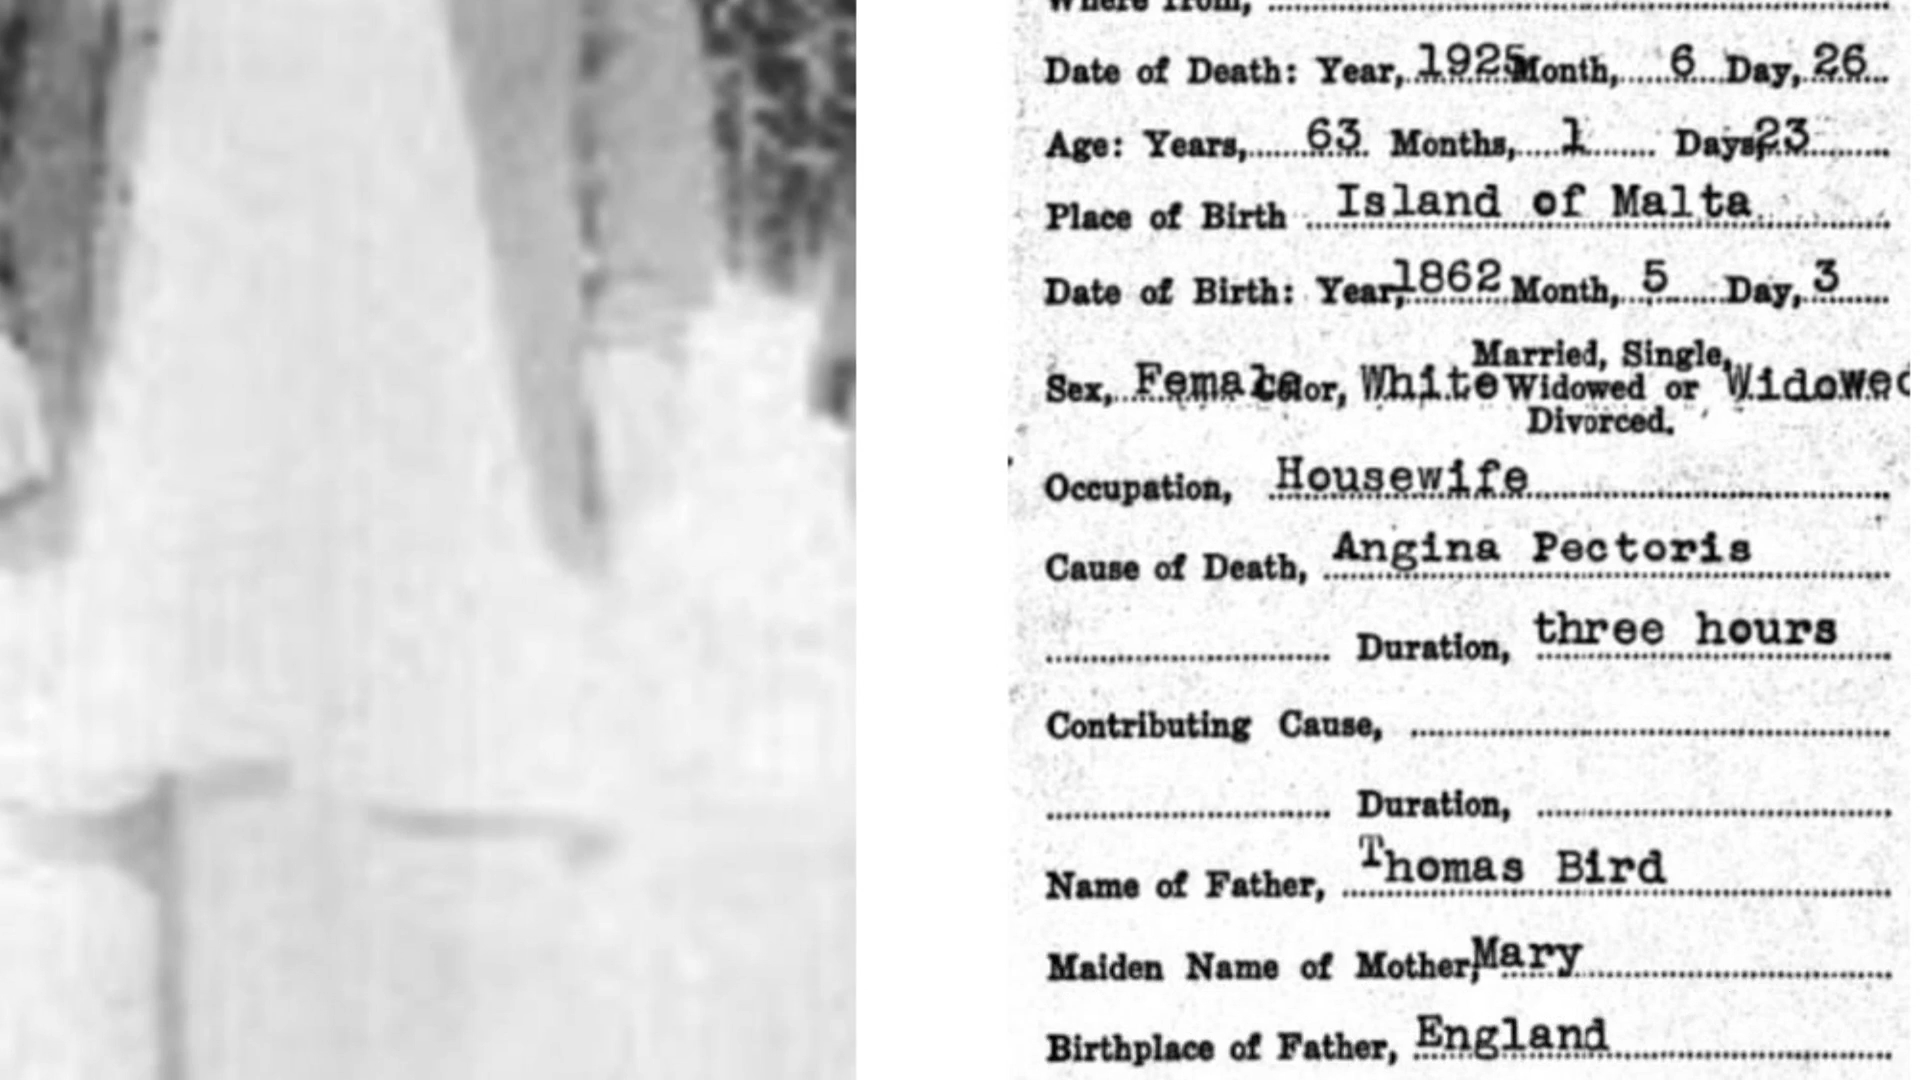 Where from,
Date of Death: Year, 1925 Month, 6 Day, 26
Age: Years, 63 Months, 1 Days, 23
Place of Birth Island of Malta
Date of Birth: Year, 1862 Month, 5 Day, 3
Married, Single,
Sex, Female Color, White Widowed or Widowed
Divorced.
Occupation, Housewife
Cause of Death, Angina Pectoris
Duration, three hours
Contributing Cause,
Duration,
Name of Father, Thomas Bird
Maiden Name of Mother, Mary
Birthplace of Father, England